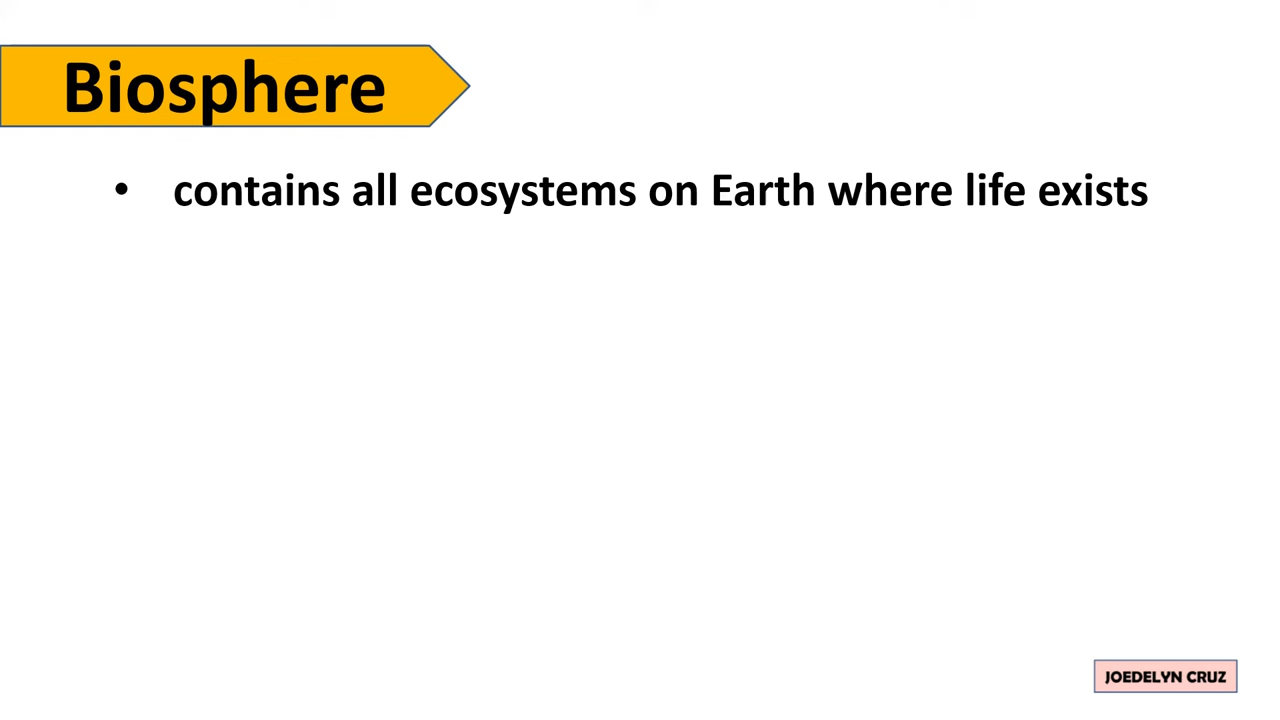 Biosphere
• contains all ecosystems on Earth where life exists
JOEDELYN CRUZ